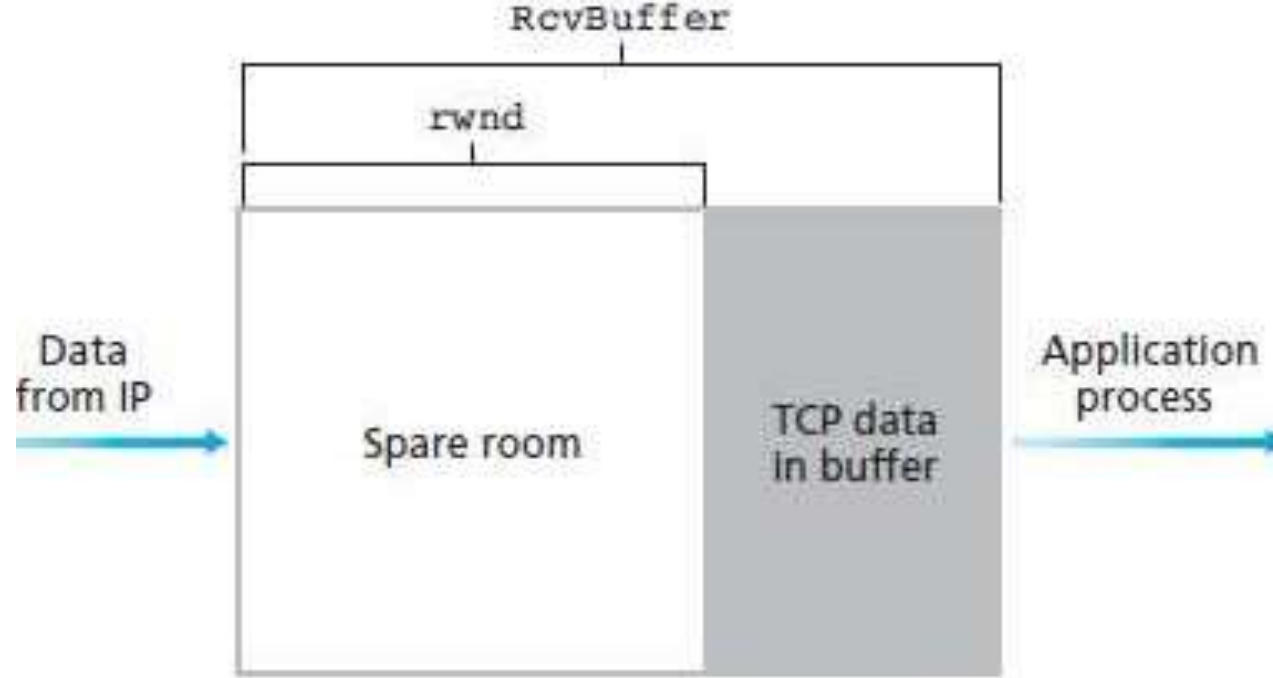 RcvBuffer
rwnd
Data
from IP
Spare room
TCP data
in buffer
Application
process